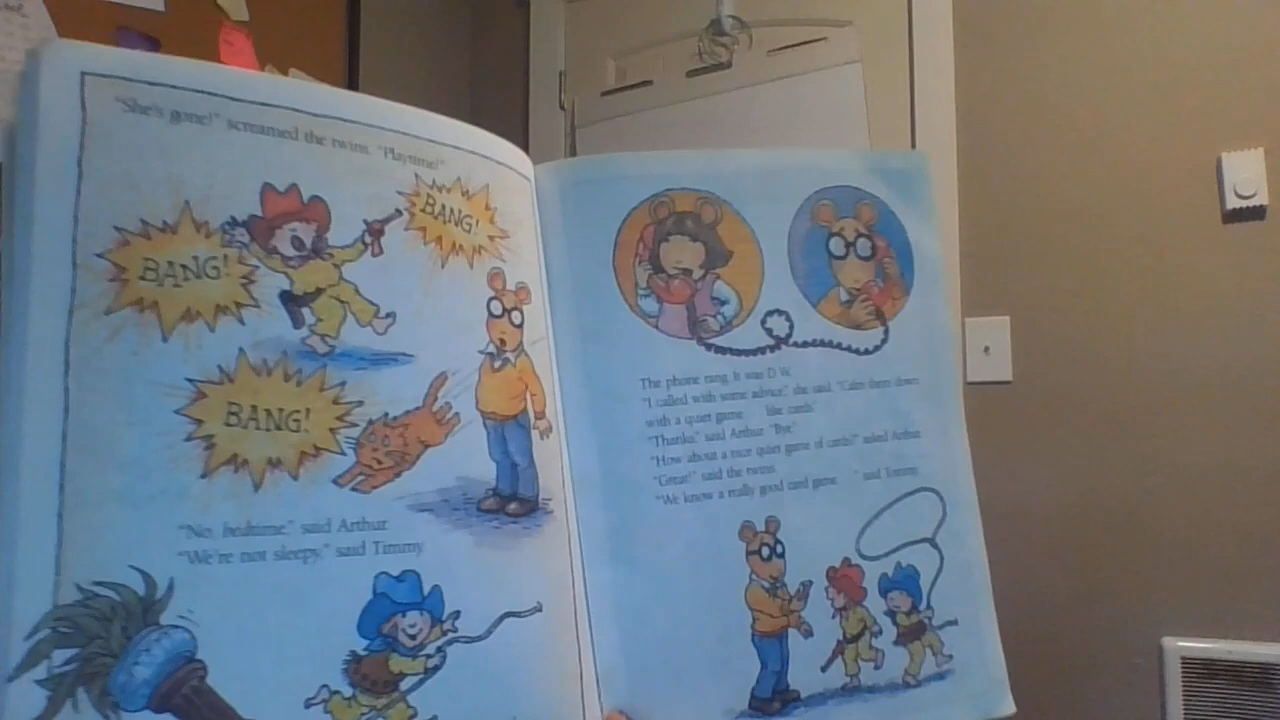 "She's gone!" screamed the twins. "Playtime!"
BANG!
BANG!
BANG!
"No, bedtime," said Arthur.
"We're not sleepy," said Timmy.
The phone rang. It was D.W.
"I called with some advice," she said. "Calm them down
with a quiet game . . . like cards."
"Thanks," said Arthur. "Bye."
"How about a nice quiet game of cards?" asked Arthur.
"Great!" said the twins.
"We know a really good card game . . ." said Tommy.